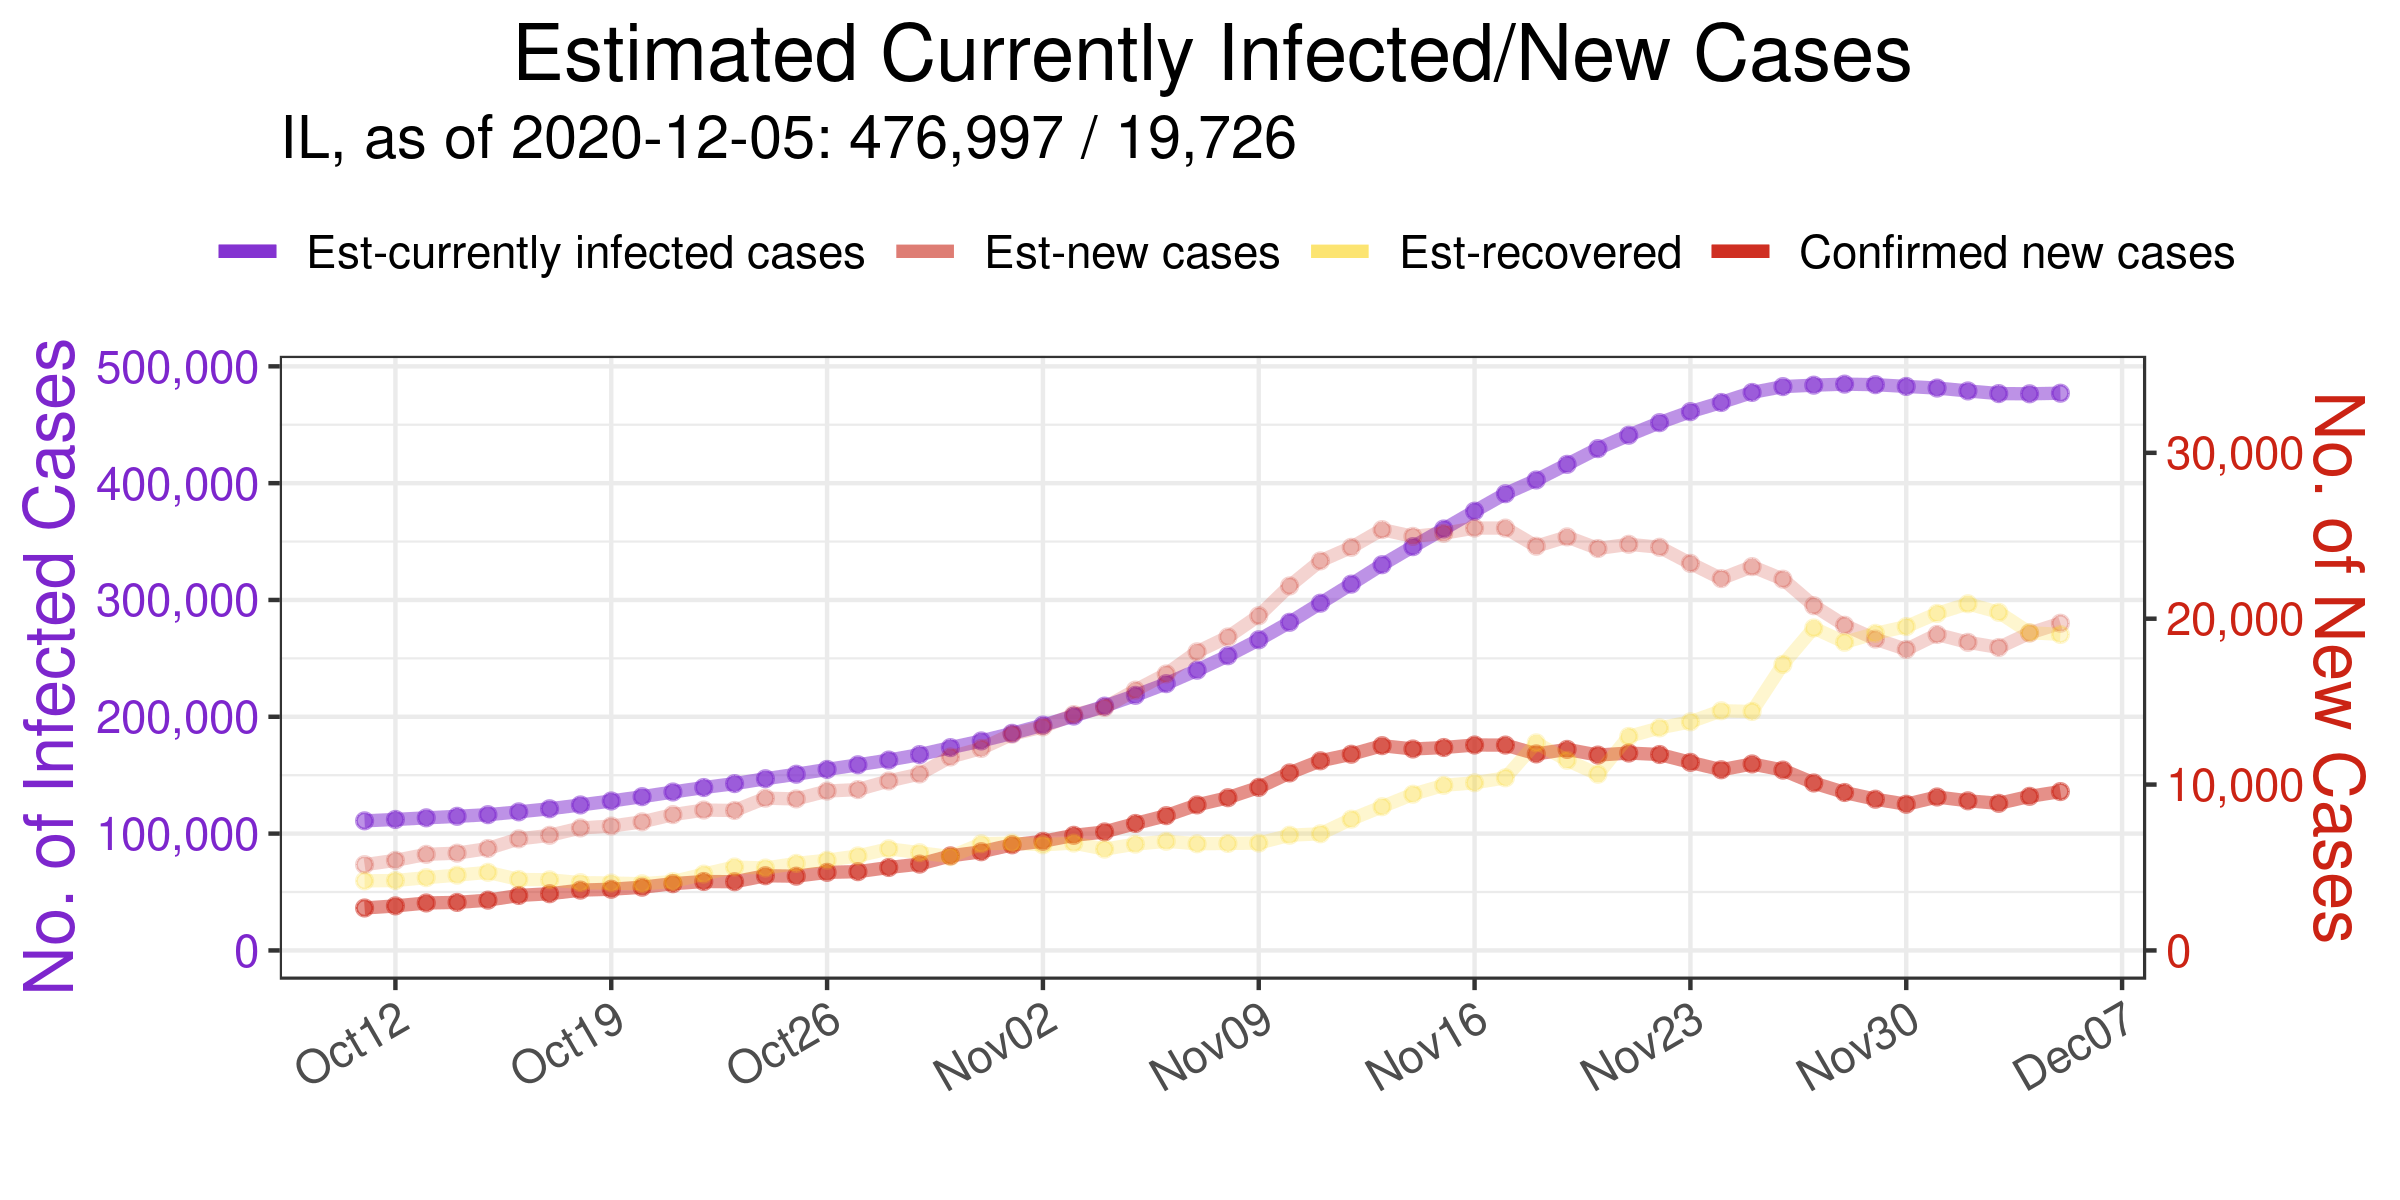 Estimated Currently Infected/New Cases
IL, as of 2020-12-05: 476,997 / 19,726
Est-currently infected cases Est-new cases Est-recovered Confirmed new cases
No. of Infected Cases
500,000
400,000
300,000
200,000
100,000
0
30,000
20,000
10,000
0
No. of New Cases
Oct12 Oct19 Oct26 Nov02 Nov09 Nov16 Nov23 Nov30 Dec07